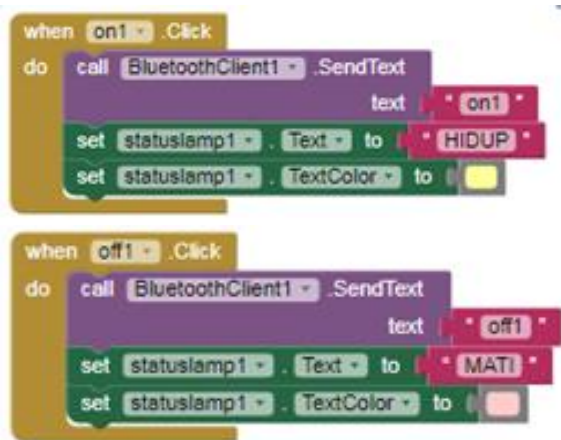 when on1 .Click
do call BluetoothClient1 .SendText
text " on1 "
set statuslamp1 . Text to " HIDUP "
set statuslamp1 . TextColor to
when off1 .Click
do call BluetoothClient1 .SendText
text " off1 "
set statuslamp1 . Text to " MATI "
set statuslamp1 . TextColor to